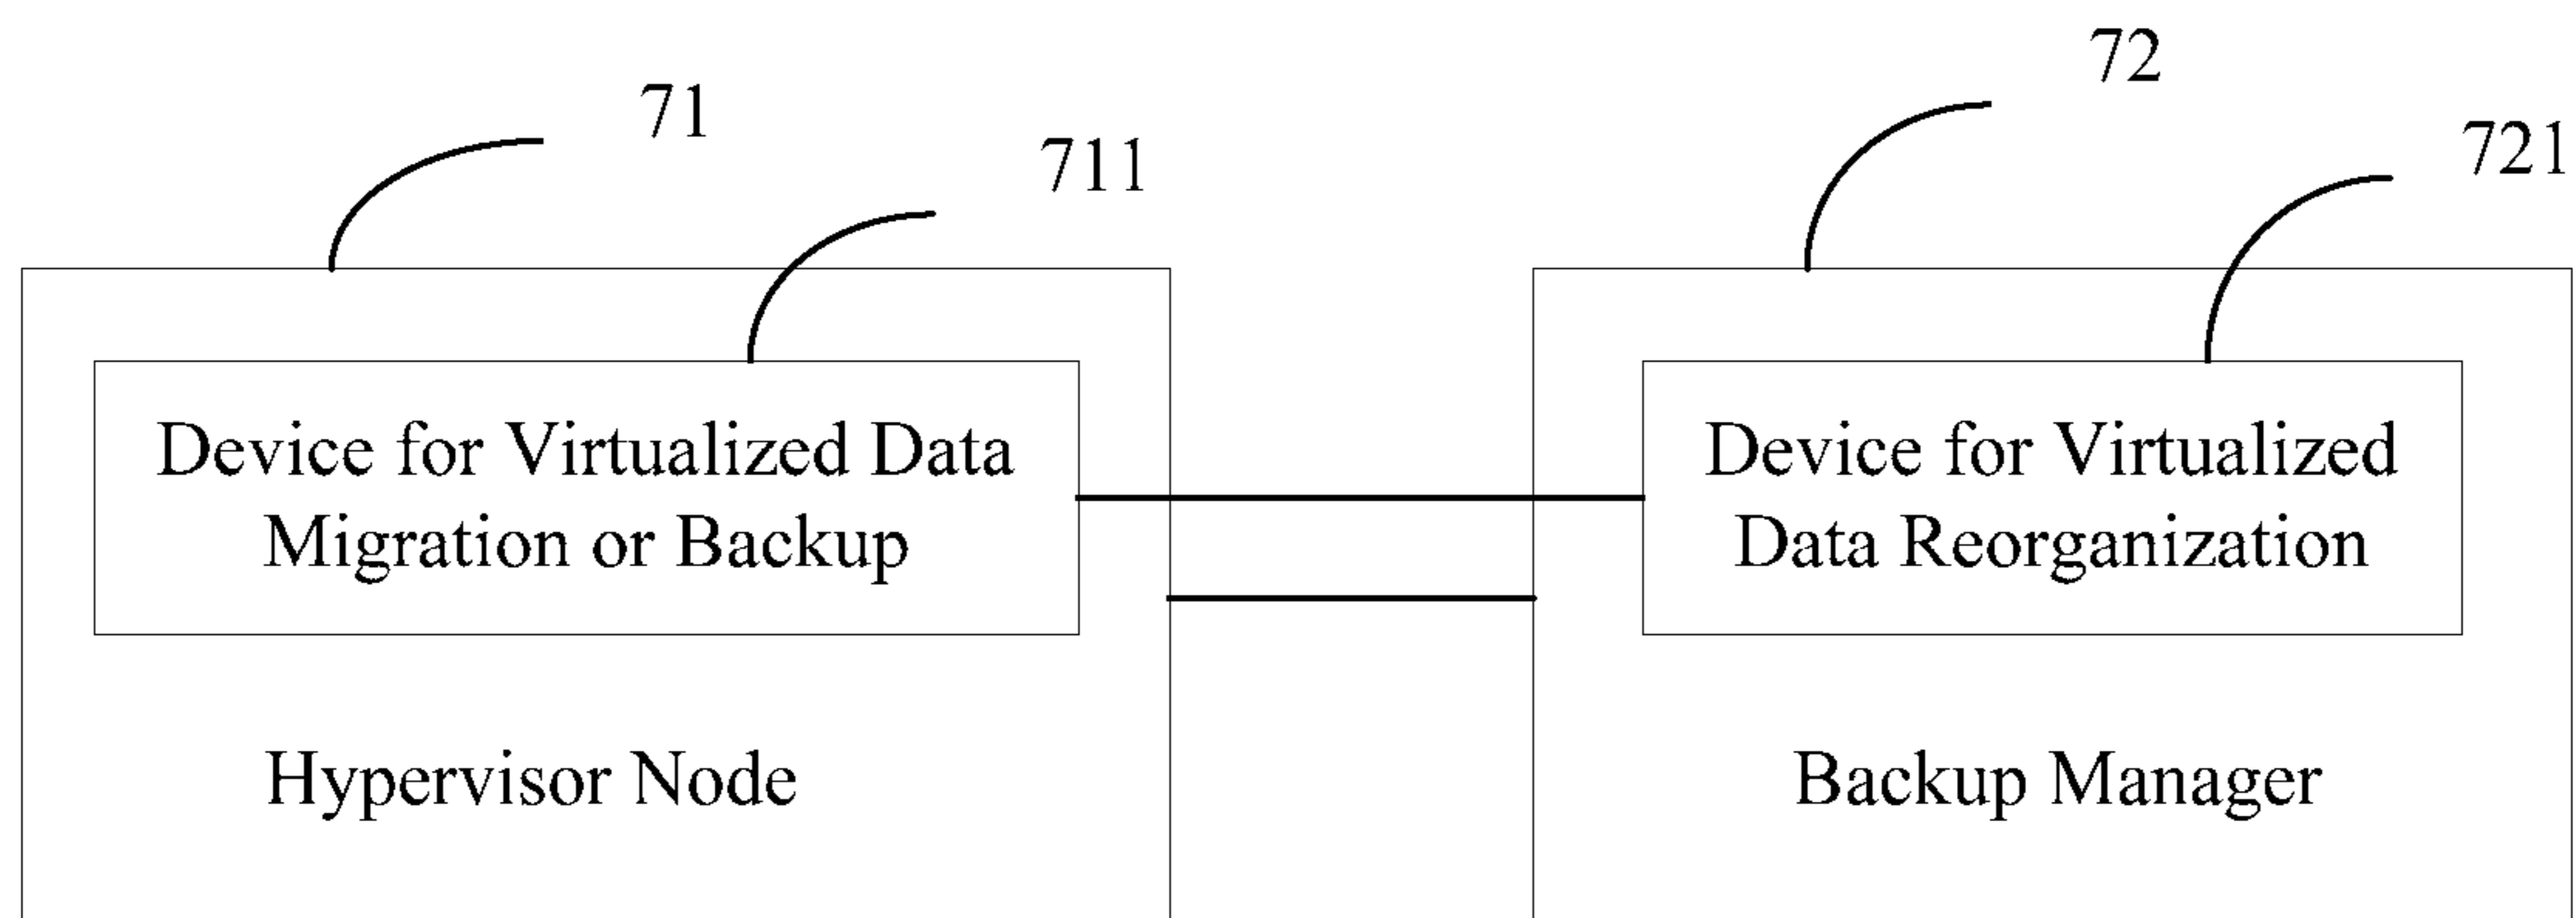 72
71
721
711
Device for Virtualized Data
Migration or Backup
Device for Virtualized
Data Reorganization
Hypervisor Node
Backup Manager